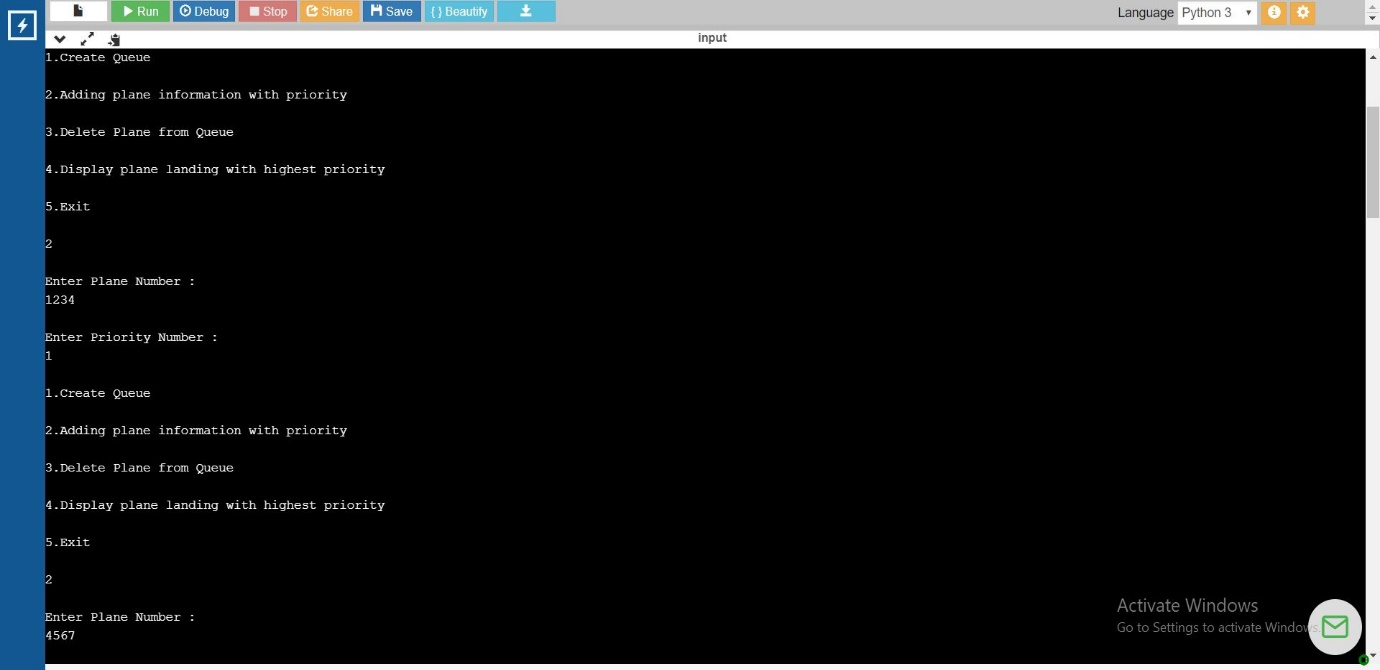 Run Debug Stop Share Save { } Beautify Language Python 3
input
1.Create Queue
2.Adding plane information with priority
3.Delete Plane from Queue
4.Display plane landing with highest priority
5.Exit
2
Enter Plane Number :
1234
Enter Priority Number :
1
1.Create Queue
2.Adding plane information with priority
3.Delete Plane from Queue
4.Display plane landing with highest priority
5.Exit
2
Enter Plane Number :
4567
Activate Windows
Go to Settings to activate Windows.